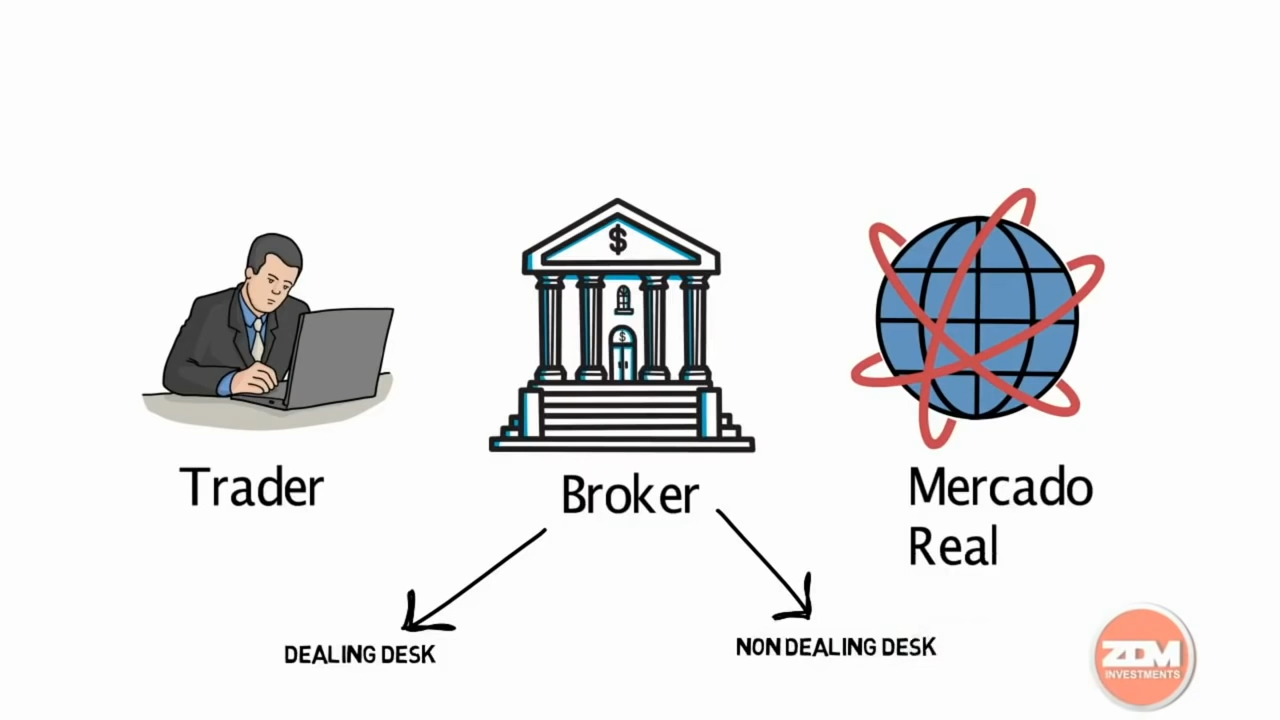 $
$
Trader
Broker
Mercado
Real
DEALING DESK
NON DEALING DESK
ZDM
INVESTMENTS